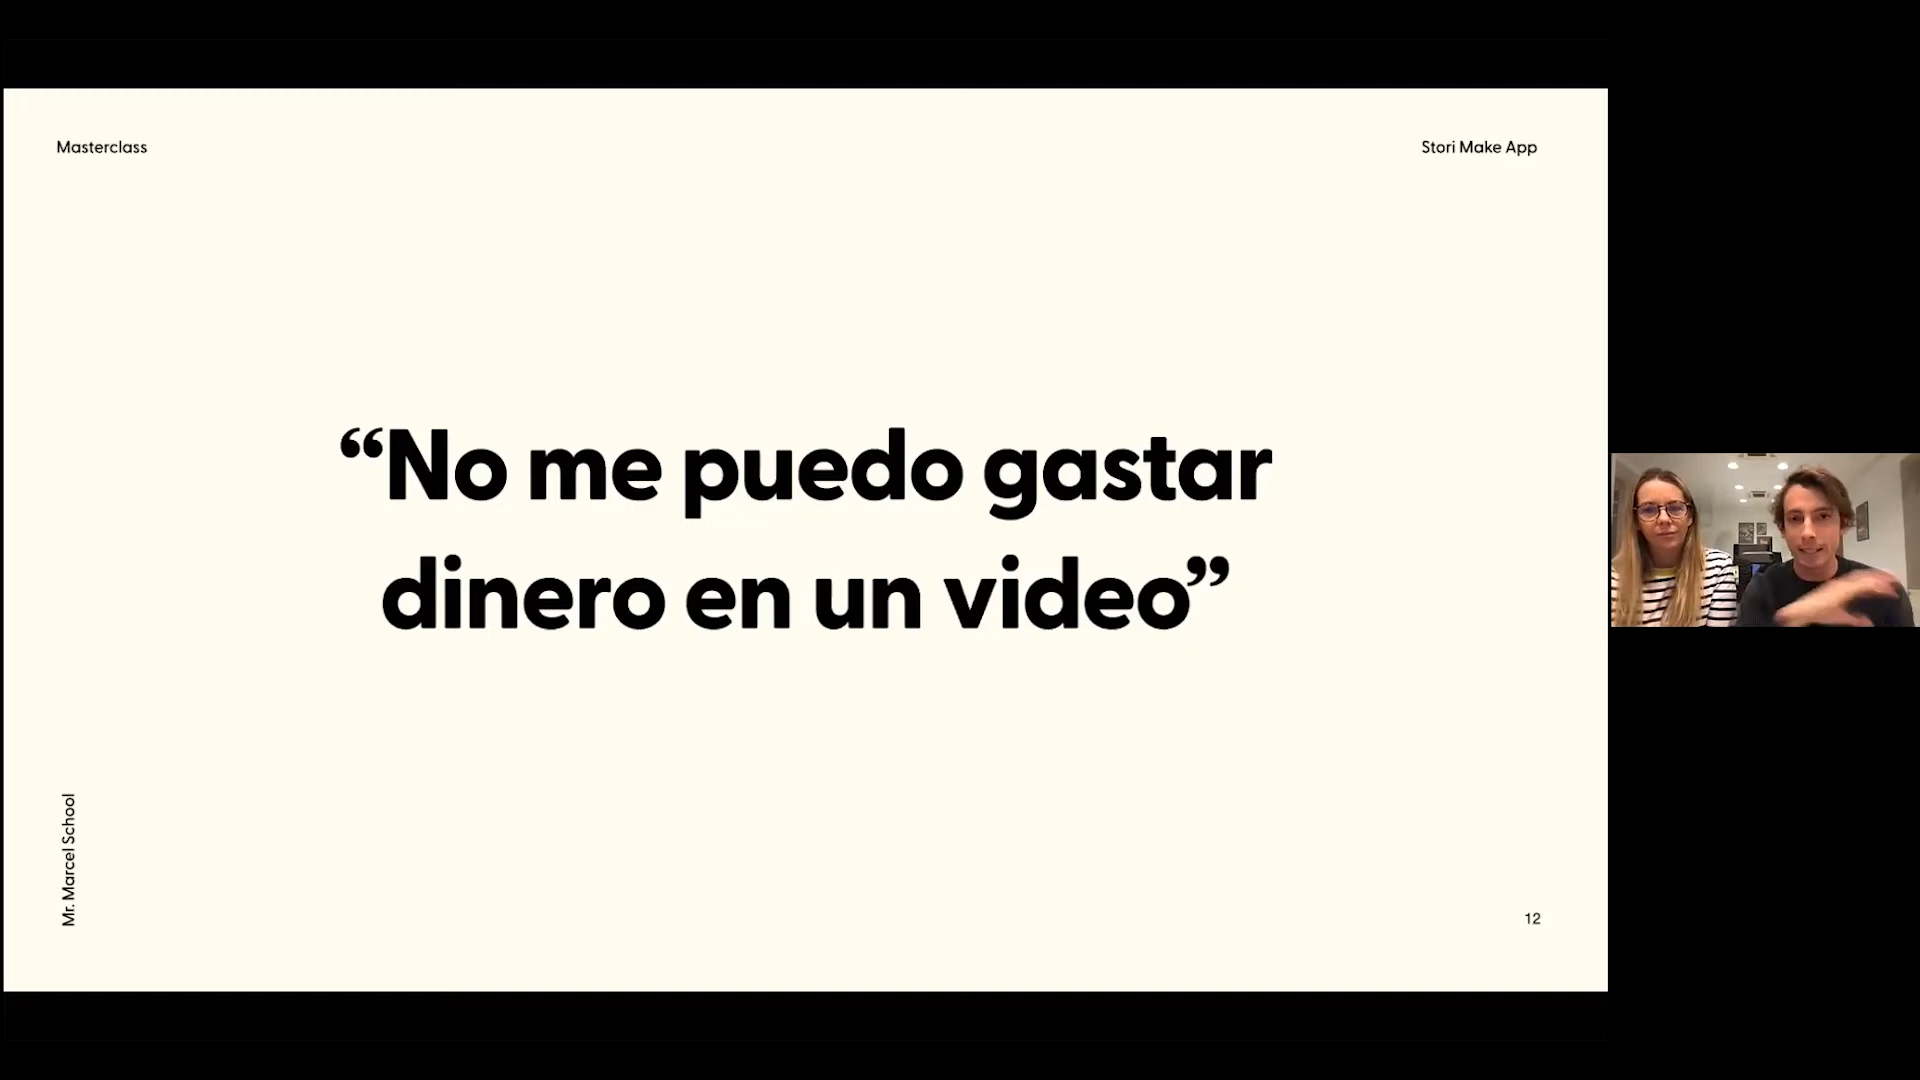 Masterclass
Stori Make App
“No me puedo gastar
dinero en un video”
Mr. Marcel School
12